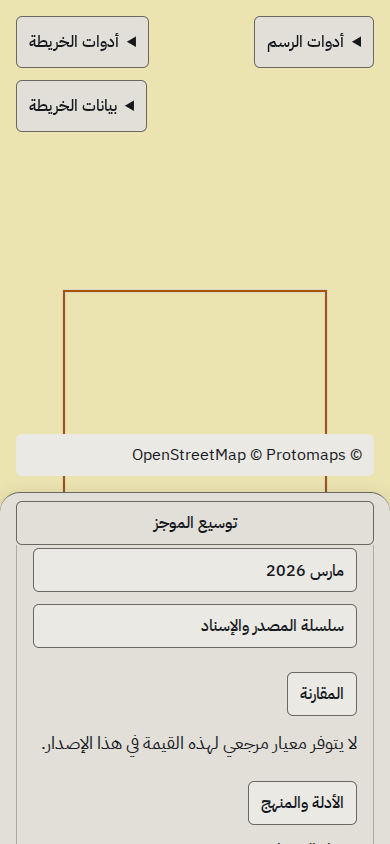 أدوات الرسم
أدوات الخريطة
بيانات الخريطة
© OpenStreetMap © Protomaps
توسيع الموجز
مارس 2026
سلسلة المصدر والإسناد
المقارنة
لا يتوفر معيار مرجعي لهذه القيمة في هذا الإصدار.
الأدلة والمنهج